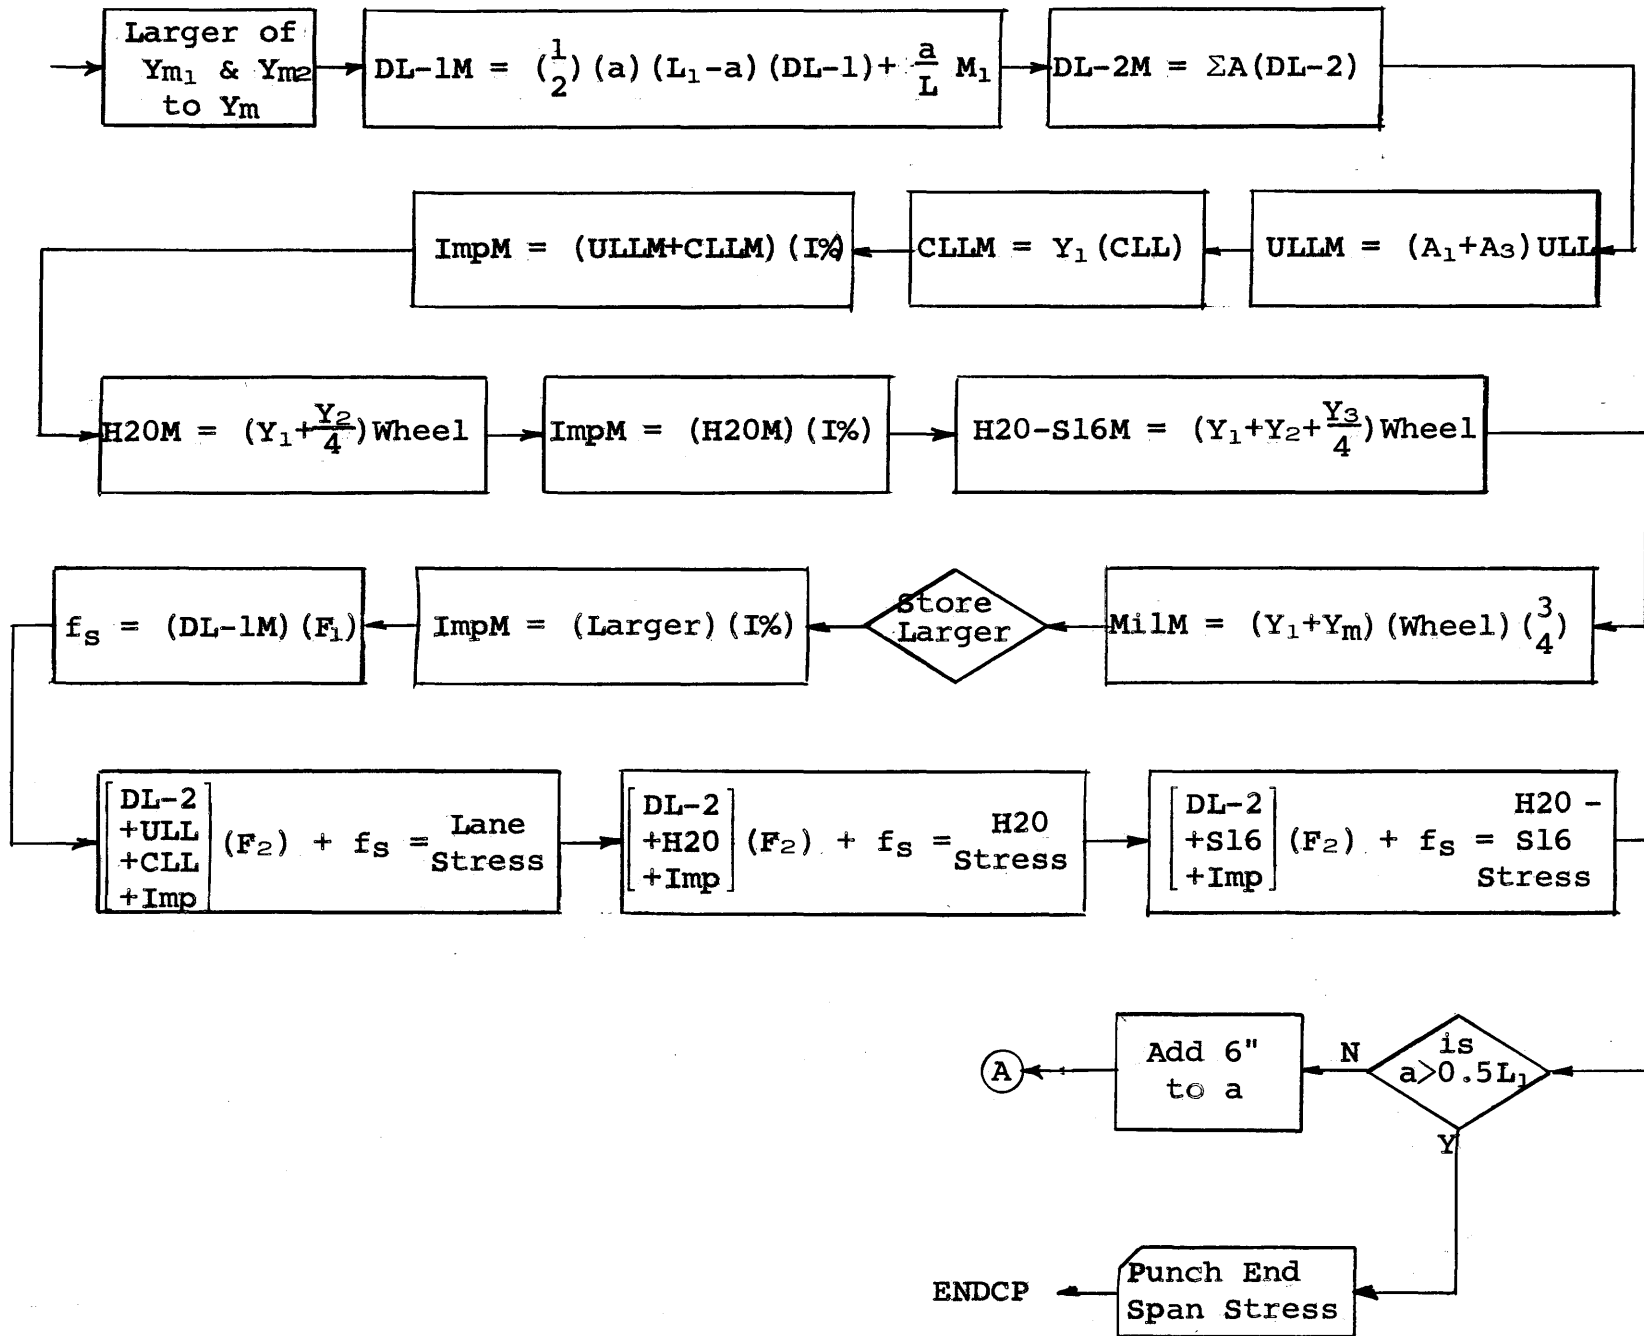 Larger of
Ym₁ & Ym₂
to Ym
DL-1M = (1/2)(a)(L₁-a)(DL-1)+ a/L M₁
DL-2M = ΣA(DL-2)
ULLM = (A₁+A₃)ULL
CLLM = Y₁(CLL)
ImpM = (ULLM+CLLM)(I%)
H20M = (Y₁+Y₂/4)Wheel
ImpM = (H20M)(I%)
H20-S16M = (Y₁+Y₂+Y₃/4)Wheel
MilM = (Y₁+Ym)(Wheel)(3/4)
Store
Larger
ImpM = (Larger)(I%)
fs = (DL-1M)(F₁)
[DL-2
+ULL
+CLL
+Imp] (F₂) + fs = Lane
Stress
[DL-2
+H20
+Imp] (F₂) + fs = H20
Stress
[DL-2
+S16
+Imp] (F₂) + fs = H20 -
S16
Stress
is
a>0.5L₁
N
Add 6"
to a
A
Y
Punch End
Span Stress
ENDCP